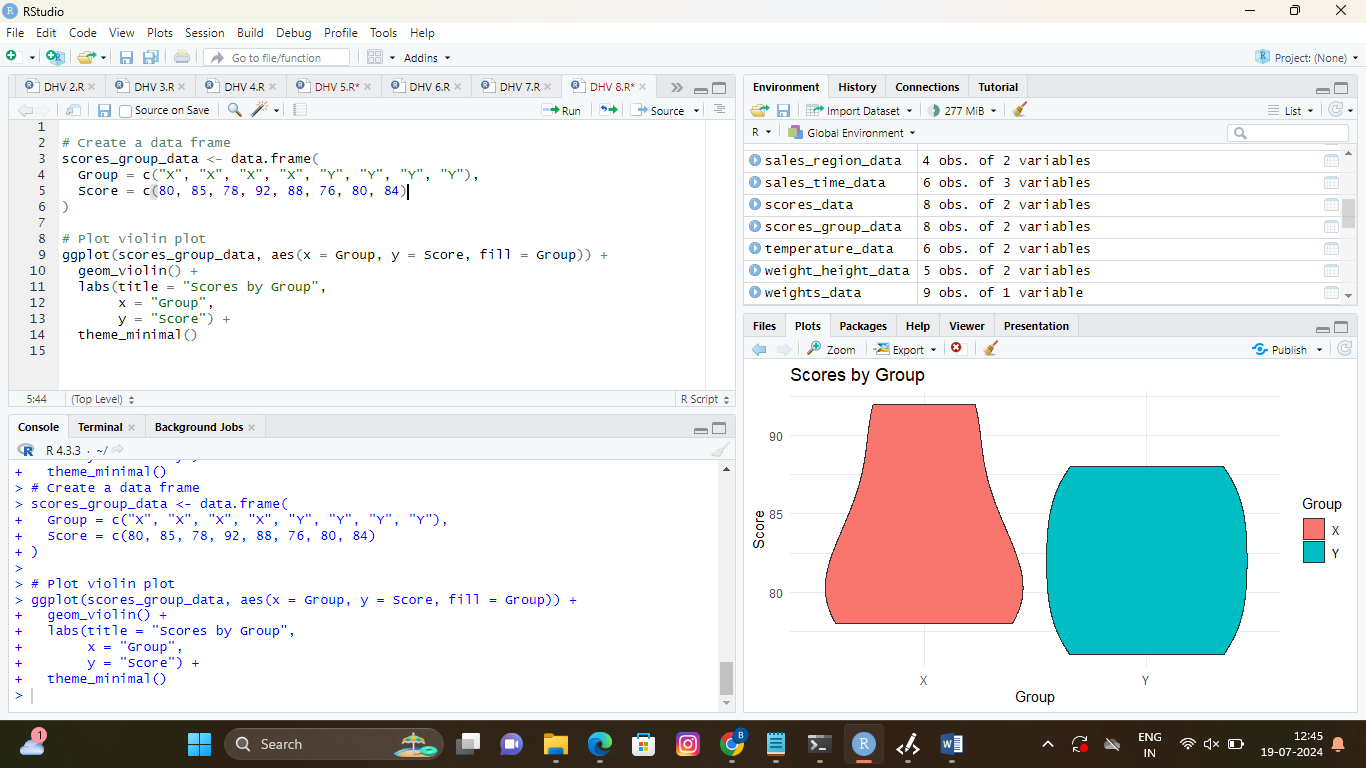 RStudio
File Edit Code View Plots Session Build Debug Profile Tools Help
Go to file/function Addins Project: (None)
DHV 2.R DHV 3.R DHV 4.R DHV 5.R* DHV 6.R DHV 7.R DHV 8.R*
Source on Save Run Source
1
2 # Create a data frame
3 scores_group_data <- data.frame(
4 Group = c("X", "X", "X", "X", "Y", "Y", "Y", "Y"),
5 Score = c(80, 85, 78, 92, 88, 76, 80, 84)
6 )
7
8 # Plot violin plot
9 ggplot(scores_group_data, aes(x = Group, y = Score, fill = Group)) +
10 geom_violin() +
11 labs(title = "Scores by Group",
12 x = "Group",
13 y = "Score") +
14 theme_minimal()
15
5:44 (Top Level) R Script
Console Terminal Background Jobs
R 4.3.3 · ~/
+ theme_minimal()
> # Create a data frame
> scores_group_data <- data.frame(
+ Group = c("X", "X", "X", "X", "Y", "Y", "Y", "Y"),
+ Score = c(80, 85, 78, 92, 88, 76, 80, 84)
+ )
>
> # Plot violin plot
> ggplot(scores_group_data, aes(x = Group, y = Score, fill = Group)) +
+ geom_violin() +
+ labs(title = "Scores by Group",
+ x = "Group",
+ y = "Score") +
+ theme_minimal()
>
Environment History Connections Tutorial
Import Dataset 277 MiB List
R Global Environment
sales_region_data 4 obs. of 2 variables
sales_time_data 6 obs. of 3 variables
scores_data 8 obs. of 2 variables
scores_group_data 8 obs. of 2 variables
temperature_data 6 obs. of 2 variables
weight_height_data 5 obs. of 2 variables
weights_data 9 obs. of 1 variable
Files Plots Packages Help Viewer Presentation
Zoom Export Publish
Scores by Group
90
85
80
Score
X Y
Group
Group
X
Y
1 Search B ENG IN 12:45 19-07-2024